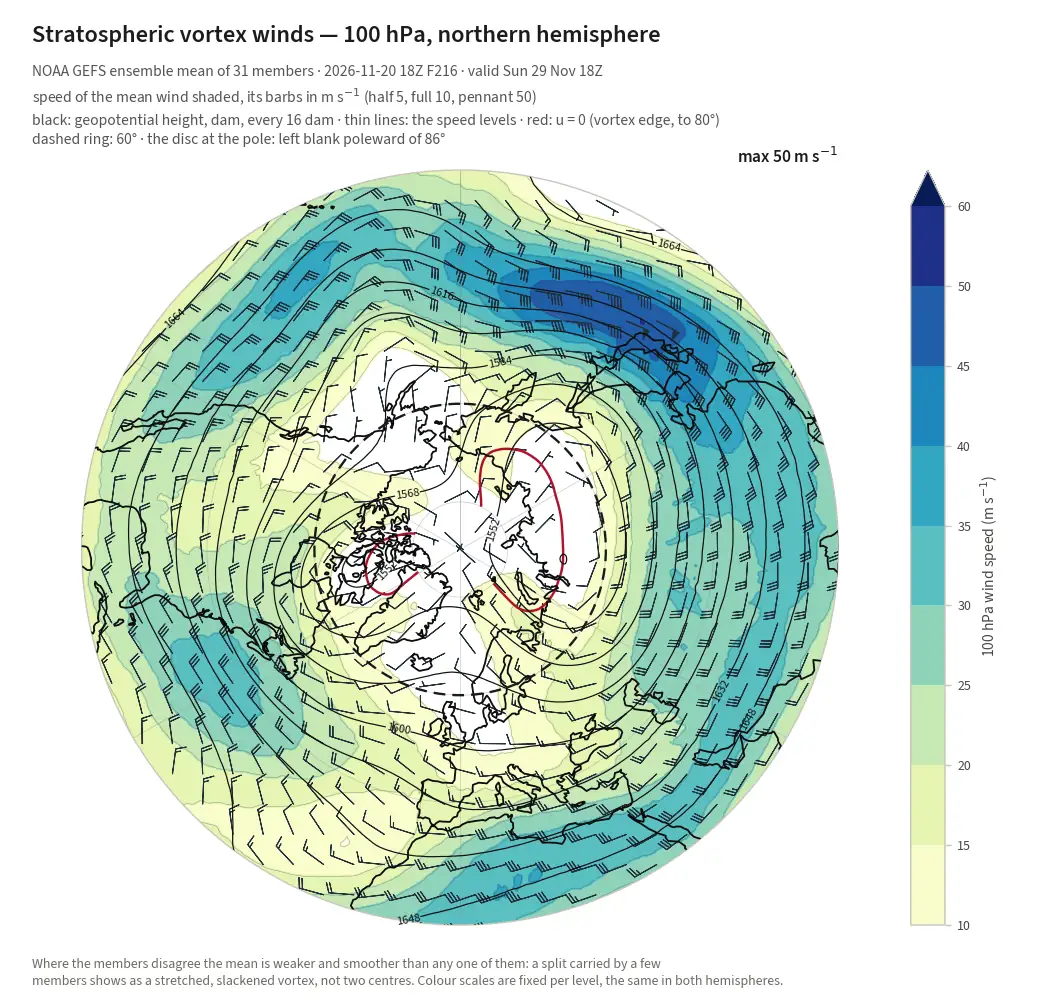 Stratospheric vortex winds — 100 hPa, northern hemisphere
NOAA GEFS ensemble mean of 31 members · 2026-11-20 18Z F216 · valid Sun 29 Nov 18Z
speed of the mean wind shaded, its barbs in m s⁻¹ (half 5, full 10, pennant 50)
black: geopotential height, dam, every 16 dam · thin lines: the speed levels · red: u = 0 (vortex edge, to 80°)
dashed ring: 60° · the disc at the pole: left blank poleward of 86°
max 50 m s⁻¹
1664
1664
1616
1584
1568
1552
1600
1632
1648
1648
60
50
45
40
35
30
25
20
15
10
100 hPa wind speed (m s⁻¹)
Where the members disagree the mean is weaker and smoother than any one of them: a split carried by a few
members shows as a stretched, slackened vortex, not two centres. Colour scales are fixed per level, the same in both hemispheres.